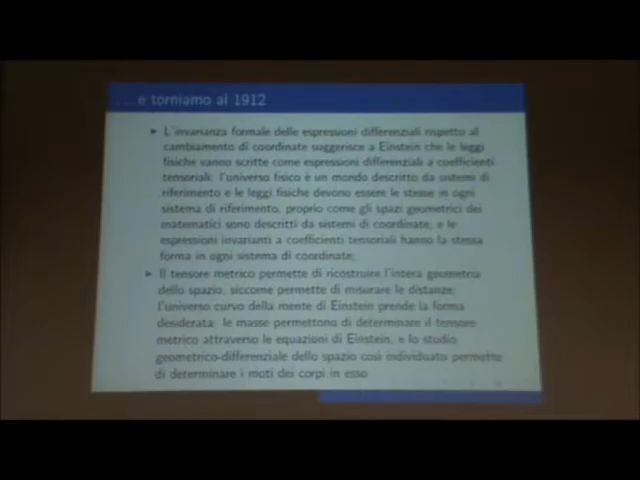 ...e torniamo al 1912
L'invarianza formale delle espressioni differenziali rispetto al
cambiamento di coordinate suggerisce a Einstein che le leggi
fisiche vanno scritte come espressioni differenziali a coefficienti
tensoriali: l'universo fisico è un mondo descritto da sistemi di
riferimento e le leggi fisiche devono essere le stesse in ogni
sistema di riferimento, proprio come gli spazi geometrici dei
matematici sono descritti da sistemi di coordinate, e le
espressioni invarianti a coefficienti tensoriali hanno la stessa
forma in ogni sistema di coordinate;
Il tensore metrico permette di ricostruire l'intera geometria
dello spazio, siccome permette di misurare le distanze;
l'universo curvo della mente di Einstein prende la forma
desiderata: le masse permettono di determinare il tensore
metrico attraverso le equazioni di Einstein, e lo studio
geometrico-differenziale dello spazio così individuato permette
di determinare i moti dei corpi in esso